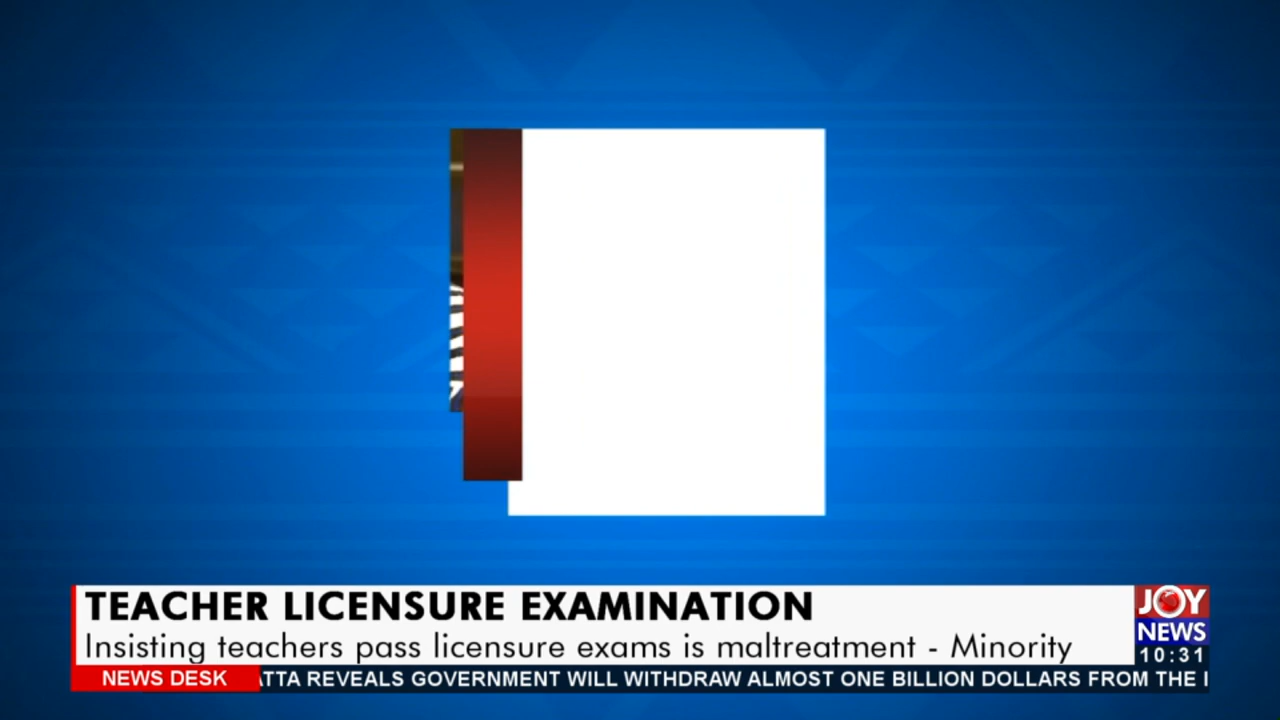 TEACHER LICENSURE EXAMINATION
Insisting teachers pass licensure exams is maltreatment - Minority
JOY
NEWS
10:31
NEWS DESK
REVEALS GOVERNMENT WILL WITHDRAW ALMOST ONE BILLION DOLLARS FROM THE